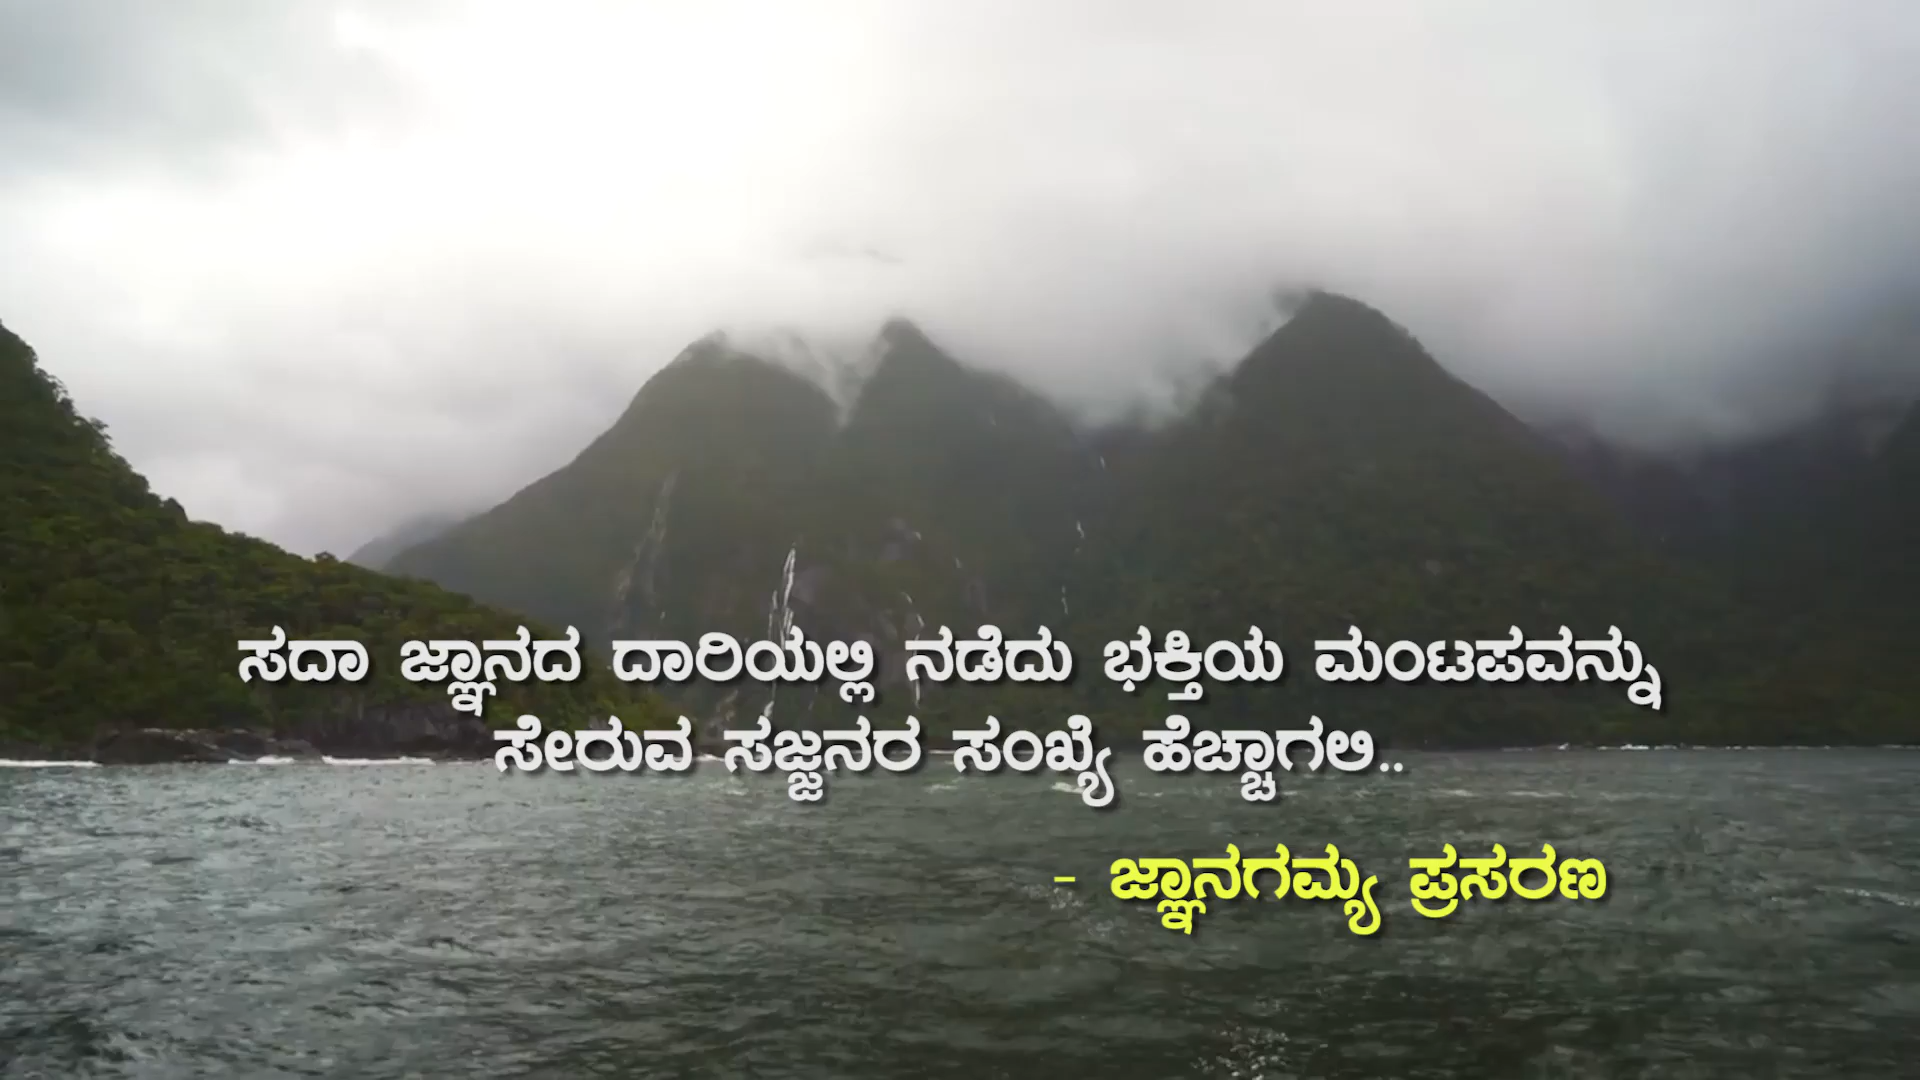 ಸದಾ ಜ್ಞಾನದ ದಾರಿಯಲ್ಲಿ ನಡೆದು ಭಕ್ತಿಯ ಮಂಟಪವನ್ನು
ಸೇರುವ ಸಜ್ಜನರ ಸಂಖ್ಯೆ ಹೆಚ್ಚಾಗಲಿ..
- ಜ್ಞಾನಗಮ್ಯ ಪ್ರಸರಣ